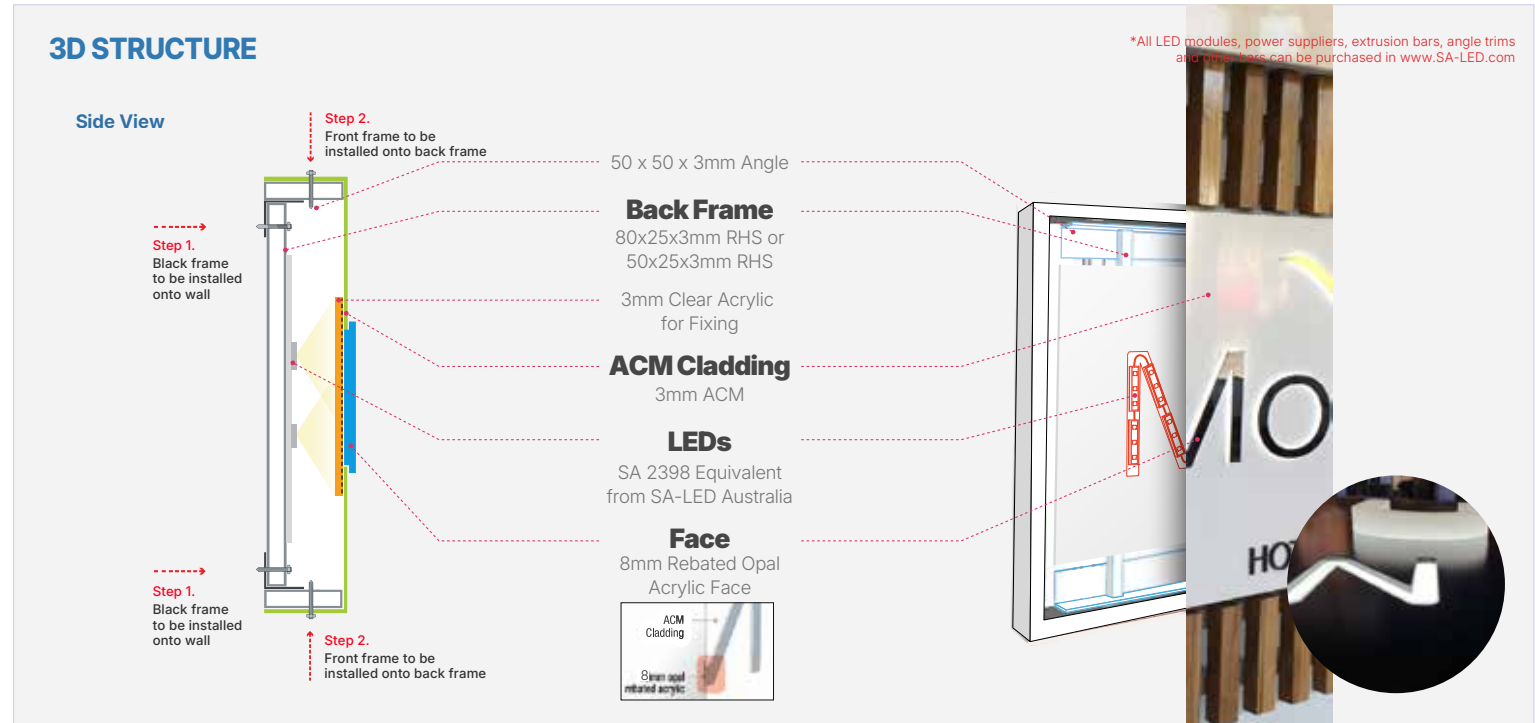 3D STRUCTURE
*All LED modules, power suppliers, extrusion bars, angle trims
and other bars can be purchased in www.SA-LED.com
Side View
Step 2.
Front frame to be
installed onto back frame
Step 1.
Black frame
to be installed
onto wall
50 x 50 x 3mm Angle
Back Frame
80x25x3mm RHS or
50x25x3mm RHS
3mm Clear Acrylic
for Fixing
ACM Cladding
3mm ACM
LEDs
SA 2398 Equivalent
from SA-LED Australia
Face
8mm Rebated Opal
Acrylic Face
ACM
Cladding
8mm opal
rebated acrylic
Step 1.
Black frame
to be installed
onto wall
Step 2.
Front frame to be
installed onto back frame
MO
HOT